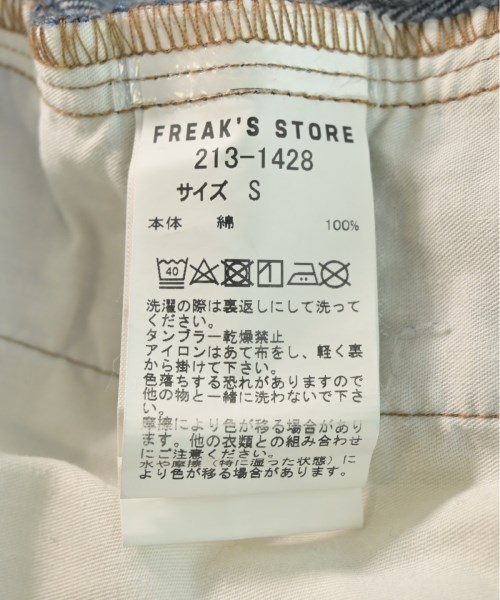 FREAK'S STORE
213-1428
サイズ S
本体 綿 100%
40
洗濯の際は裏返しにして洗って
ください。
タンブラー乾燥禁止
アイロンはあて布をし、軽く裏
から掛けて下さい。
色落ちする恐れがありますので
他の物と一緒に洗わないで下さ
い。
摩擦により色が移る場合があり
ます。他の衣類との組み合わせ
にご注意ください。
水や摩擦（特に湿った状態）に
より色が移る場合があります。